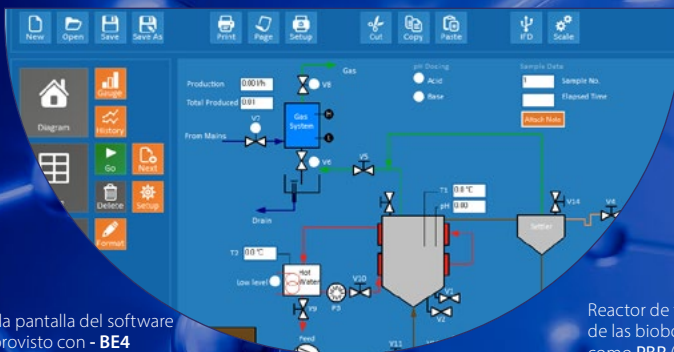 New Open Save Save As Print Page Setup Cut Copy Paste IFD Scale
Diagram
Gauge
History
Go
Next
Delete
Setup
Format
Production 0.00 l/h
Total Produced 0.01
From Mains
V7
Gas System
H
L
V8
Gas
V6
Drain
pH Dosing
Acid
Base
Sample Data
1 Sample No.
Elapsed Time
Attach Note
V5
T1 0.0 °C
pH 0.00
Settler
V14
V4
T2 0.0 °C
Low level
Hot Water
V10
P3
V9
V1
V2
V11
Feed
la pantalla del software
provisto con - BE4
Reactor de
de las
como PBR